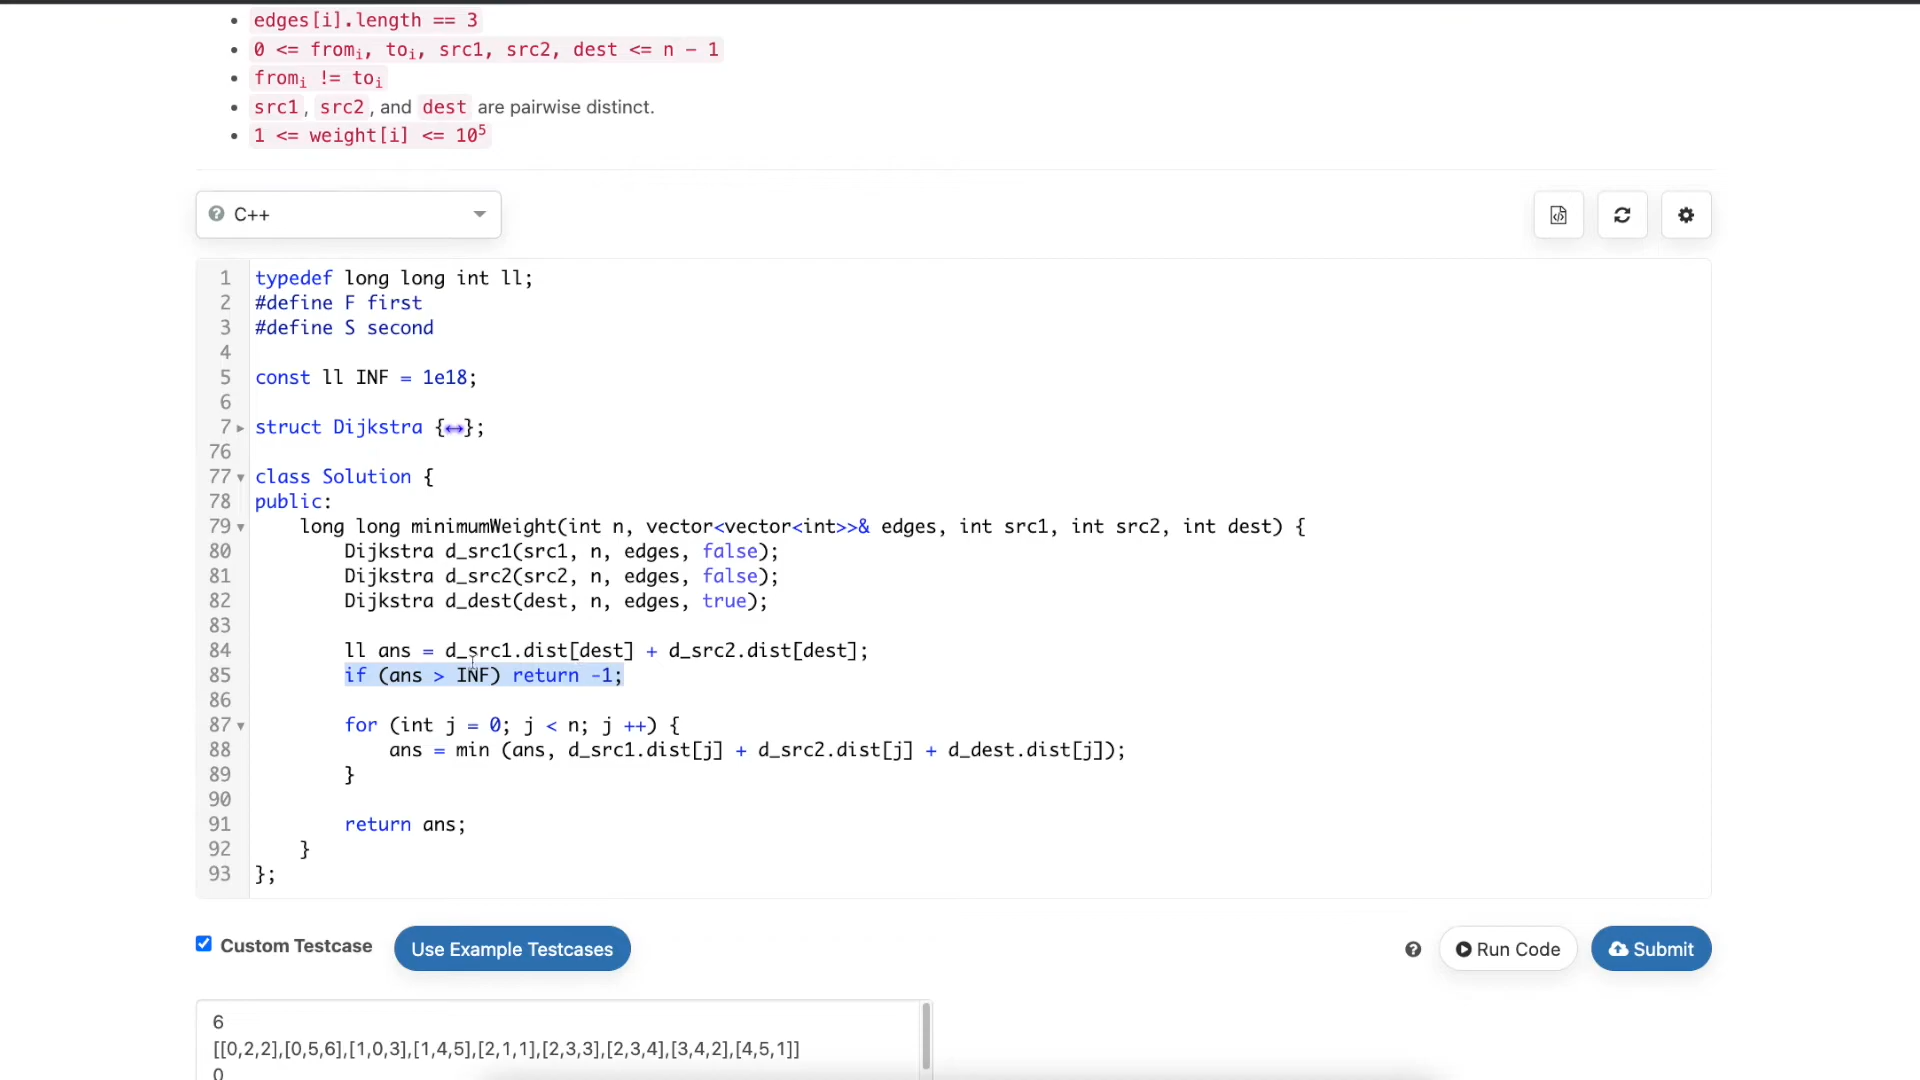 edges[i].length == 3
0 <= fromi, toi, src1, src2, dest <= n - 1
fromi != toi
src1, src2, and dest are pairwise distinct.
1 <= weight[i] <= 10^5
C++
1 typedef long long int ll;
2 #define F first
3 #define S second
4
5 const ll INF = 1e18;
6
7 struct Dijkstra {↔};
76
77 class Solution {
78 public:
79     long long minimumWeight(int n, vector<vector<int>>& edges, int src1, int src2, int dest) {
80         Dijkstra d_src1(src1, n, edges, false);
81         Dijkstra d_src2(src2, n, edges, false);
82         Dijkstra d_dest(dest, n, edges, true);
83
84         ll ans = d_src1.dist[dest] + d_src2.dist[dest];
85         if (ans > INF) return -1;
86
87         for (int j = 0; j < n; j ++) {
88             ans = min (ans, d_src1.dist[j] + d_src2.dist[j] + d_dest.dist[j]);
89         }
90
91         return ans;
92     }
93 };
Custom Testcase Use Example Testcases Run Code Submit
6
[[0,2,2],[0,5,6],[1,0,3],[1,4,5],[2,1,1],[2,3,3],[2,3,4],[3,4,2],[4,5,1]]
0